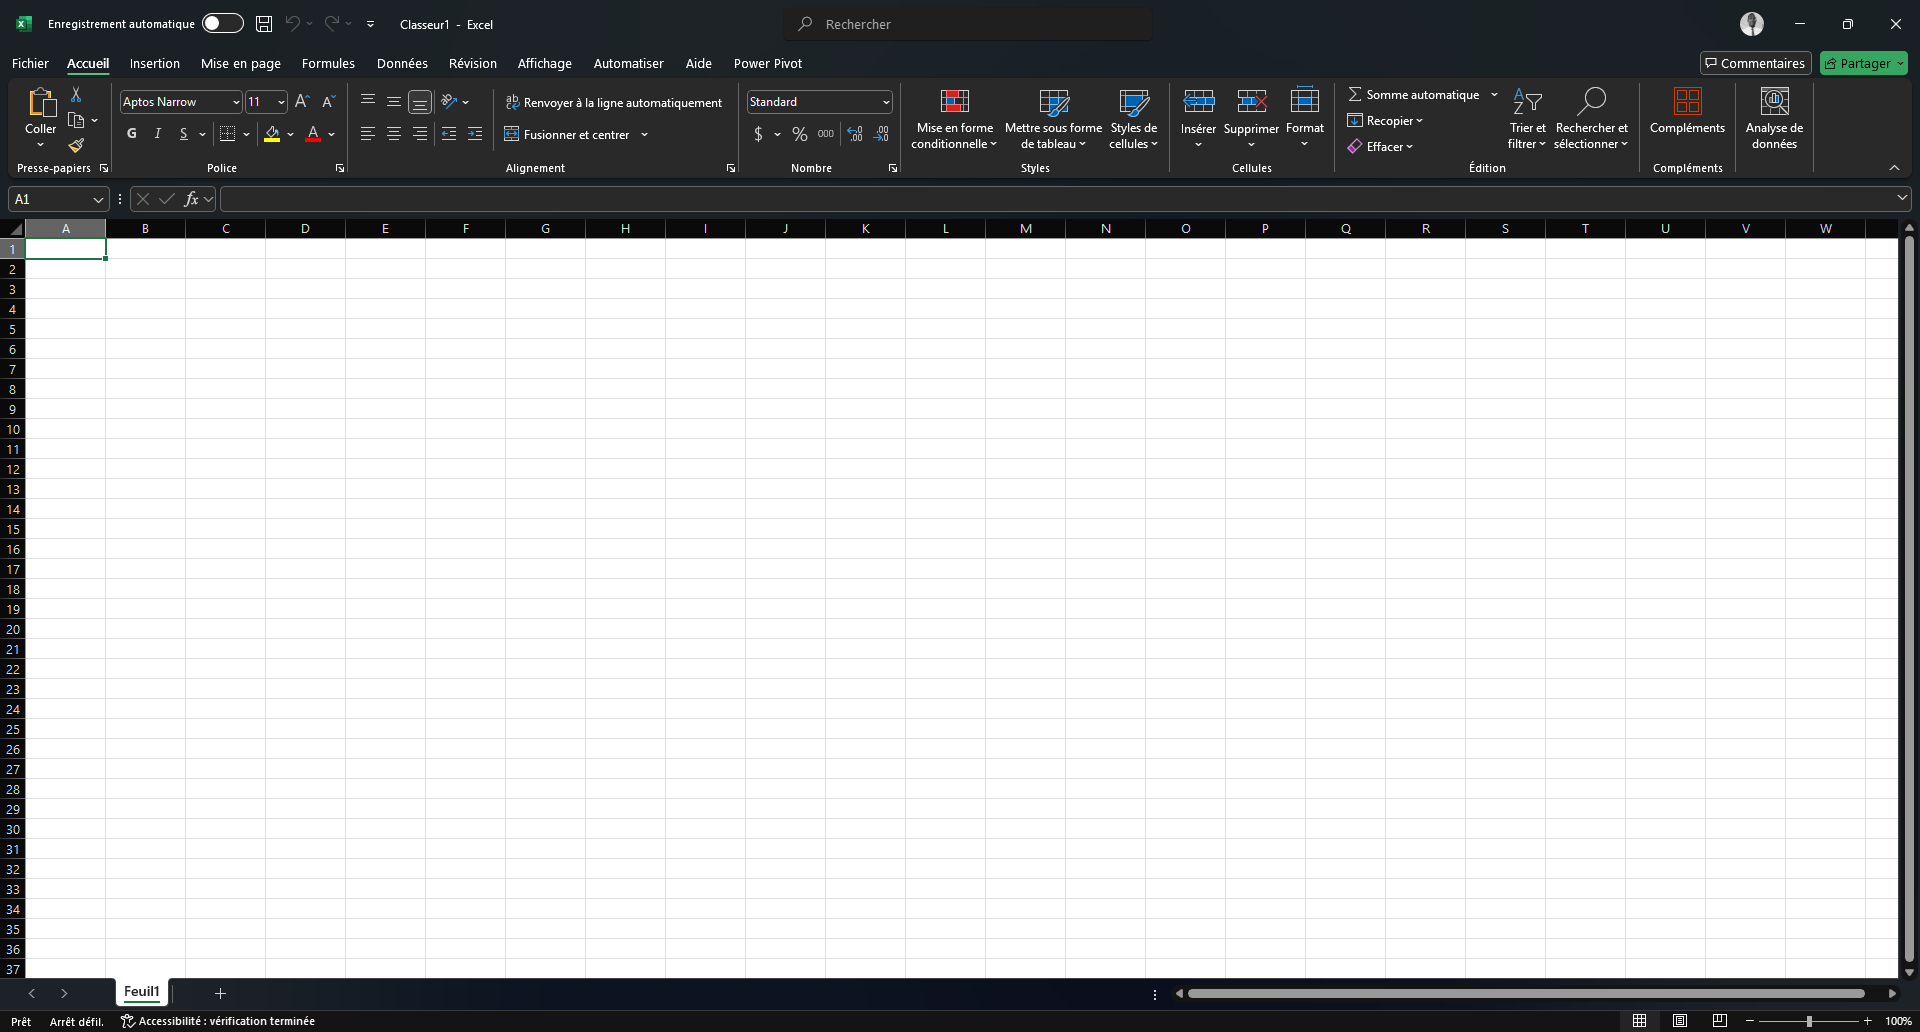 Enregistrement automatique
Classeur1 - Excel
Rechercher
Fichier Accueil Insertion Mise en page Formules Données Révision Affichage Automatiser Aide Power Pivot
Commentaires Partager
Coller
Presse-papiers
Aptos Narrow 11
G I S
A
Police
Renvoyer à la ligne automatiquement
Fusionner et centrer
Alignement
Standard
$ % 000
Nombre
Mise en forme conditionnelle
Mettre sous forme de tableau
Styles de cellules
Styles
Insérer Supprimer Format
Cellules
Somme automatique
Recopier
Effacer
Trier et filtrer
Rechercher et sélectionner
Édition
Compléments
Compléments
Analyse de données
A1
fx
A B C D E F G H I J K L M N O P Q R S T U V W
1
2
3
4
5
6
7
8
9
10
11
12
13
14
15
16
17
18
19
20
21
22
23
24
25
26
27
28
29
30
31
32
33
34
35
36
37
Feuil1
Prêt Arrêt défil. Accessibilité : vérification terminée
100%